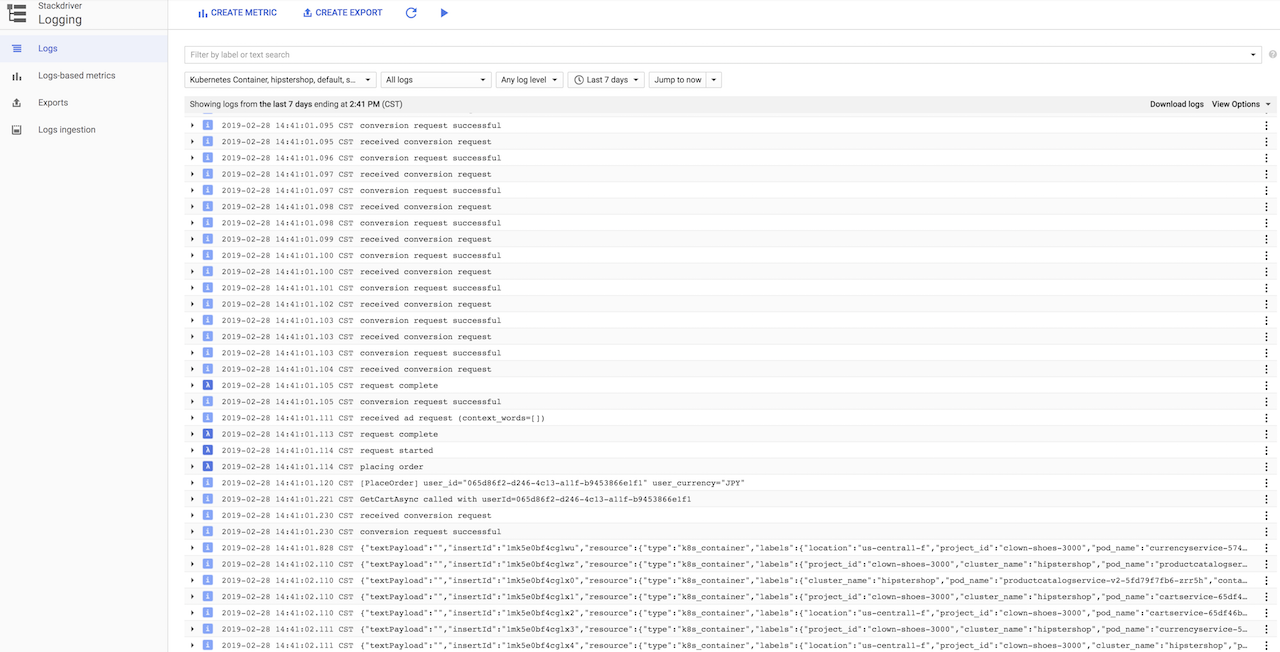 Stackdriver
Logging
CREATE METRIC
CREATE EXPORT
Logs
Logs-based metrics
Exports
Logs ingestion
Filter by label or text search
Kubernetes Container, hipstershop, default, s...
All logs
Any log level
Last 7 days
Jump to now
Showing logs from the last 7 days ending at 2:41 PM (CST)
Download logs
View Options
2019-02-28 14:41:01.095 CST conversion request successful
2019-02-28 14:41:01.095 CST received conversion request
2019-02-28 14:41:01.096 CST conversion request successful
2019-02-28 14:41:01.097 CST received conversion request
2019-02-28 14:41:01.097 CST conversion request successful
2019-02-28 14:41:01.098 CST received conversion request
2019-02-28 14:41:01.098 CST conversion request successful
2019-02-28 14:41:01.099 CST received conversion request
2019-02-28 14:41:01.100 CST conversion request successful
2019-02-28 14:41:01.100 CST received conversion request
2019-02-28 14:41:01.101 CST conversion request successful
2019-02-28 14:41:01.102 CST received conversion request
2019-02-28 14:41:01.103 CST conversion request successful
2019-02-28 14:41:01.103 CST received conversion request
2019-02-28 14:41:01.103 CST conversion request successful
2019-02-28 14:41:01.104 CST received conversion request
2019-02-28 14:41:01.105 CST request complete
2019-02-28 14:41:01.105 CST conversion request successful
2019-02-28 14:41:01.111 CST received ad request (context_words=[])
2019-02-28 14:41:01.113 CST request complete
2019-02-28 14:41:01.114 CST request started
2019-02-28 14:41:01.114 CST placing order
2019-02-28 14:41:01.120 CST [PlaceOrder] user_id="065d86f2-d246-4c13-a11f-b9453866e1f1" user_currency="JPY"
2019-02-28 14:41:01.221 CST GetCartAsync called with userId=065d86f2-d246-4c13-a11f-b9453866e1f1
2019-02-28 14:41:01.230 CST received conversion request
2019-02-28 14:41:01.230 CST conversion request successful
2019-02-28 14:41:01.828 CST {"textPayload":"","insertId":"1mk5e0bf4cglwu","resource":{"type":"k8s_container","labels":{"location":"us-central1-f","project_id":"clown-shoes-3000","pod_name":"currencyservice-574...
2019-02-28 14:41:02.110 CST {"textPayload":"","insertId":"1mk5e0bf4cglwz","resource":{"type":"k8s_container","labels":{"project_id":"clown-shoes-3000","cluster_name":"hipstershop","pod_name":"productcatalogser...
2019-02-28 14:41:02.110 CST {"textPayload":"","insertId":"1mk5e0bf4cglx0","resource":{"type":"k8s_container","labels":{"cluster_name":"hipstershop","pod_name":"productcatalogservice-v2-5fd79f7fb6-zrr5h","conta...
2019-02-28 14:41:02.110 CST {"textPayload":"","insertId":"1mk5e0bf4cglx1","resource":{"type":"k8s_container","labels":{"project_id":"clown-shoes-3000","cluster_name":"hipstershop","pod_name":"cartservice-65df4...
2019-02-28 14:41:02.110 CST {"textPayload":"","insertId":"1mk5e0bf4cglx2","resource":{"type":"k8s_container","labels":{"location":"us-central1-f","project_id":"clown-shoes-3000","pod_name":"cartservice-65df46b...
2019-02-28 14:41:02.111 CST {"textPayload":"","insertId":"1mk5e0bf4cglx3","resource":{"type":"k8s_container","labels":{"project_id":"clown-shoes-3000","cluster_name":"hipstershop","pod_name":"currencyservice-5...
2019-02-28 14:41:02.111 CST {"textPayload":"","insertId":"1mk5e0bf4cglx4","resource":{"type":"k8s_container","labels":{"location":"us-central1-f","project_id":"clown-shoes-3000","cluster_name":"hipstershop","p...